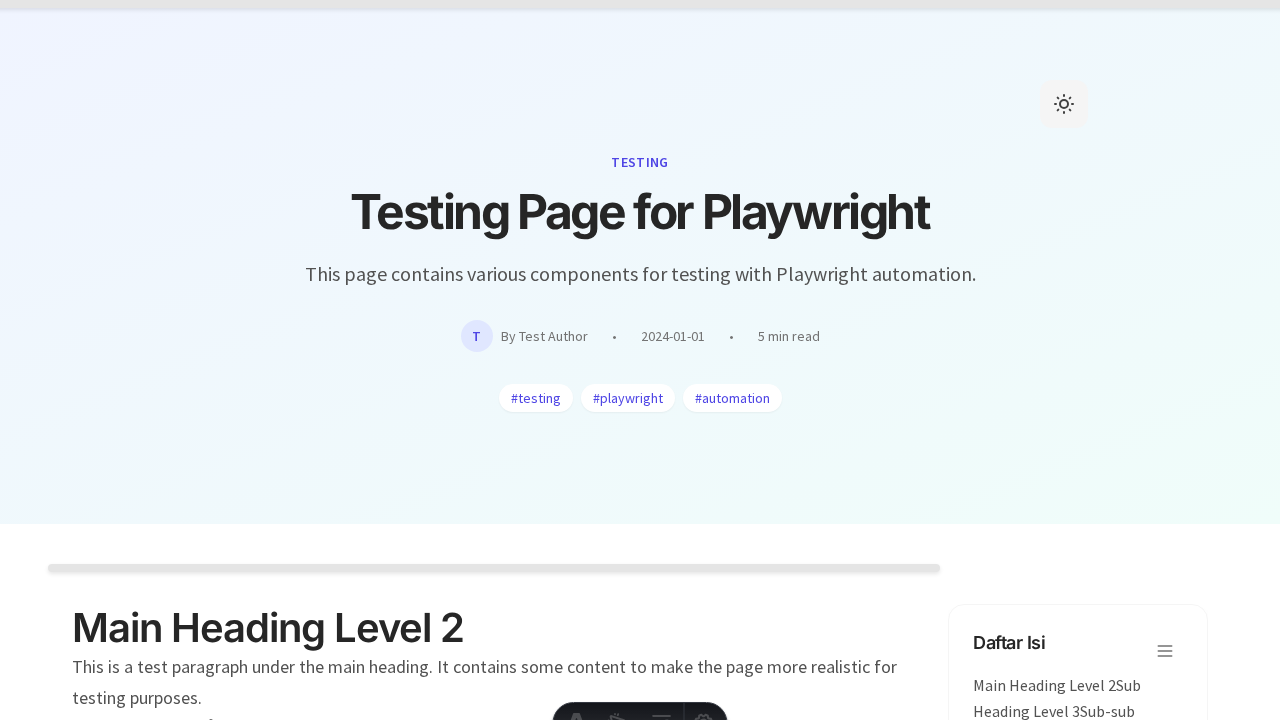 TESTING
Testing Page for Playwright
This page contains various components for testing with Playwright automation.
T By Test Author • 2024-01-01 • 5 min read
#testing #playwright #automation
Main Heading Level 2
This is a test paragraph under the main heading. It contains some content to make the page more realistic for
testing purposes.
Daftar Isi
Main Heading Level 2Sub
Heading Level 3Sub-sub